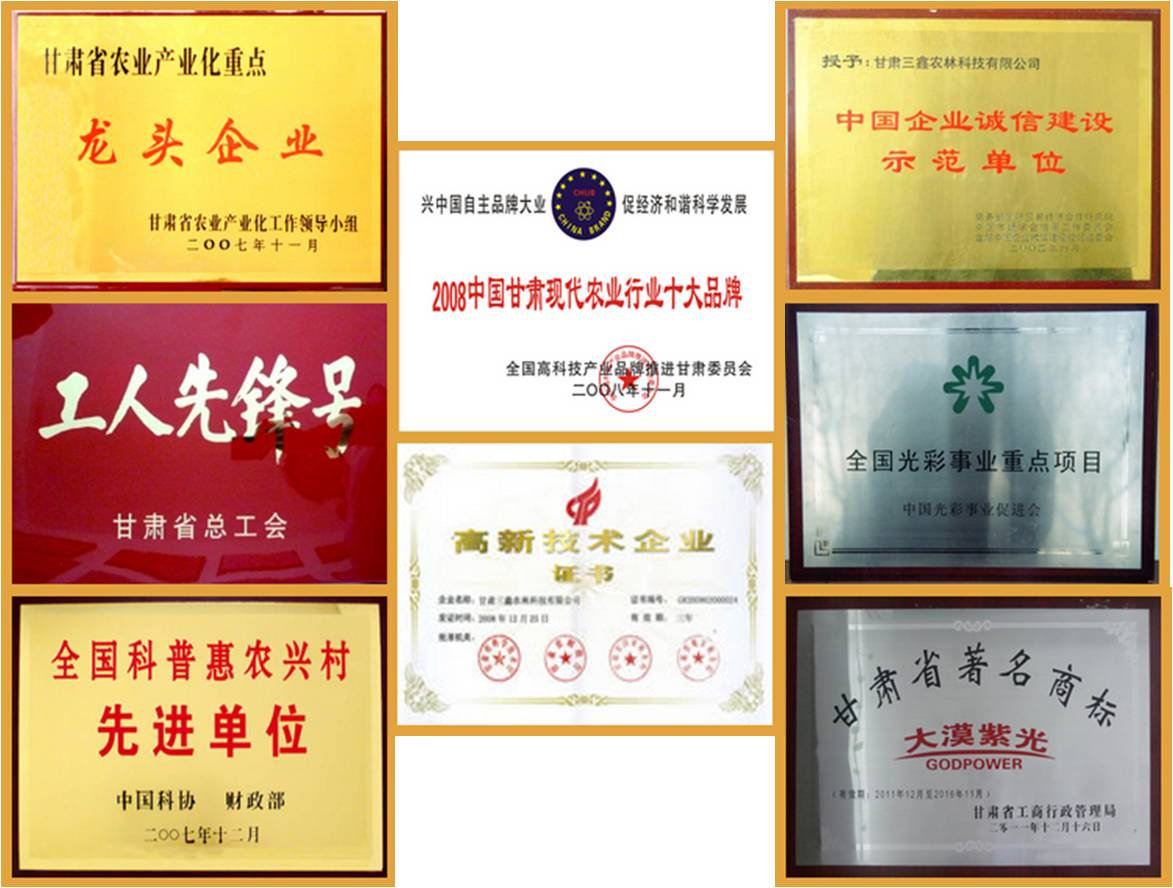 甘肃省农业产业化重点
龙头企业
甘肃省农业产业化工作领导小组
二〇〇七年十一月
工人先锋号
甘肃省总工会
全国科普惠农兴村
先进单位
中国科协 财政部
二〇〇七年十二月
兴中国自主品牌大业 促经济和谐科学发展
CHUB
CHINA BRAND
2008中国甘肃现代农业行业十大品牌
全国高科技产业品牌推进甘肃委员会
二〇〇八年十一月
高新技术企业
证书
企业名称：甘肃三鑫农林科技有限公司
证书编号：GR200862000024
发证时间：2008年12月25日
有效期：三年
批准机关：
授予：甘肃三鑫农林科技有限公司
中国企业诚信建设
示范单位
全国光彩事业重点项目
中国光彩事业促进会
甘肃省著名商标
大漠紫光
GODPOWER
（有效期：2011年12月至2016年11月）
甘肃省工商行政管理局
二零一一年十二月十六日